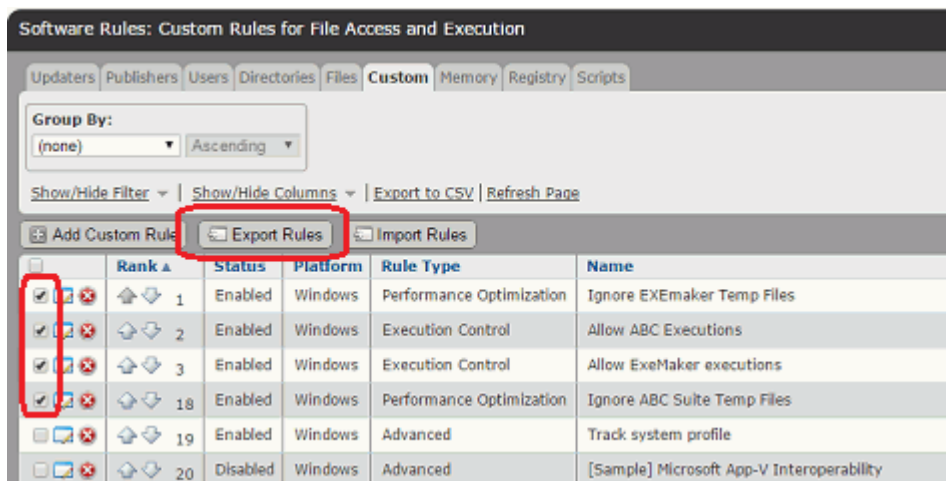 Software Rules: Custom Rules for File Access and Execution
Updaters Publishers Users Directories Files Custom Memory Registry Scripts
Group By:
(none) Ascending
Show/Hide Filter | Show/Hide Columns | Export to CSV | Refresh Page
Add Custom Rule Export Rules Import Rules
Rank Status Platform Rule Type Name
1 Enabled Windows Performance Optimization Ignore EXEmaker Temp Files
2 Enabled Windows Execution Control Allow ABC Executions
3 Enabled Windows Execution Control Allow ExeMaker executions
18 Enabled Windows Performance Optimization Ignore ABC Suite Temp Files
19 Enabled Windows Advanced Track system profile
20 Disabled Windows Advanced [Sample] Microsoft App-V Interoperability